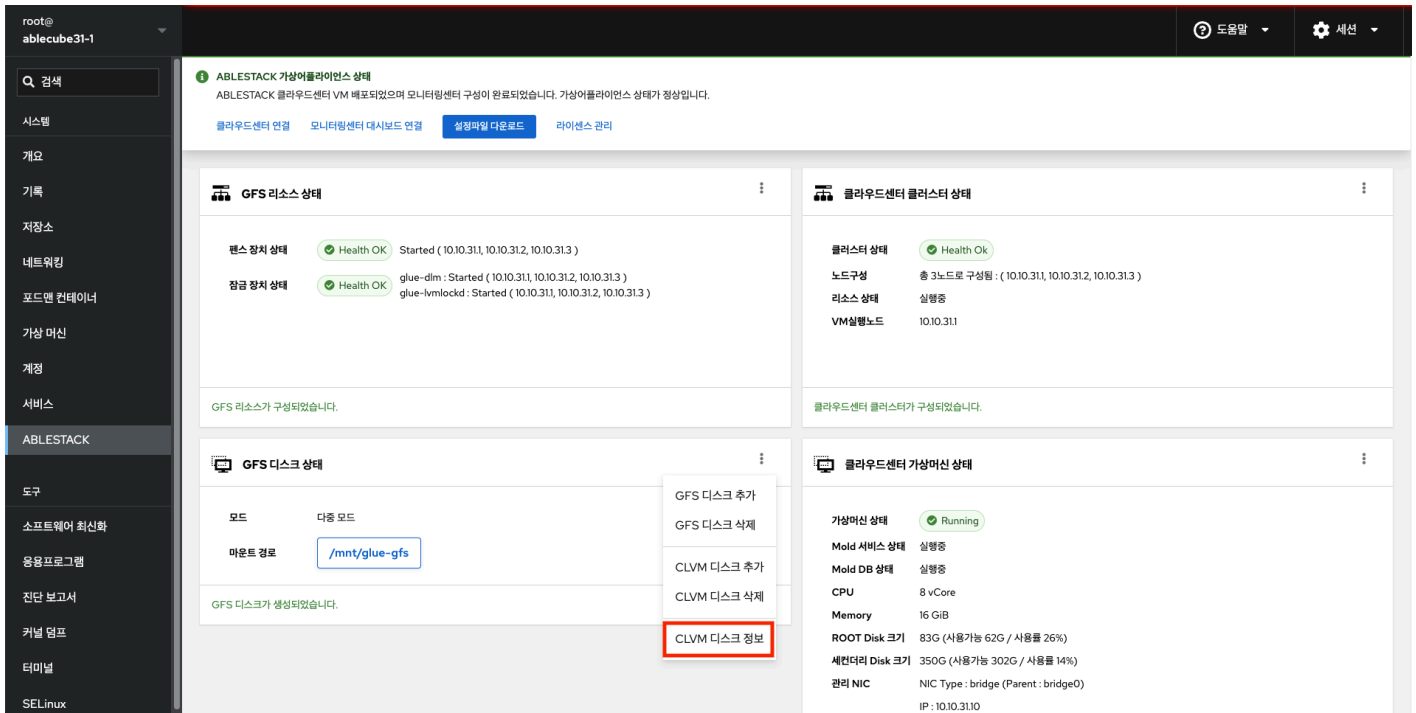 root@
ablecube31-1
도움말
세션
검색
시스템
개요
기록
저장소
네트워킹
포드맨 컨테이너
가상 머신
계정
서비스
ABLESTACK
도구
소프트웨어 최신화
응용프로그램
진단 보고서
커널 덤프
터미널
SELinux
ABLESTACK 가상어플라이언스 상태
ABLESTACK 클라우드센터 VM 배포되었으며 모니터링센터 구성이 완료되었습니다. 가상어플라이언스 상태가 정상입니다.
클라우드센터 연결 모니터링센터 대시보드 연결 설정파일 다운로드 라이센스 관리
GFS 리소스 상태
펜스 장치 상태 Health OK Started ( 10.10.31.1, 10.10.31.2, 10.10.31.3 )
잠금 장치 상태 Health OK glue-dlm : Started ( 10.10.31.1, 10.10.31.2, 10.10.31.3 )
glue-lvmlockd : Started ( 10.10.31.1, 10.10.31.2, 10.10.31.3 )
GFS 리소스가 구성되었습니다.
클라우드센터 클러스터 상태
클러스터 상태 Health Ok
노드구성 총 3노드로 구성됨 : ( 10.10.31.1, 10.10.31.2, 10.10.31.3 )
리소스 상태 실행중
VM실행노드 10.10.31.1
클라우드센터 클러스터가 구성되었습니다.
GFS 디스크 상태
모드 다중 모드
마운트 경로 /mnt/glue-gfs
GFS 디스크가 생성되었습니다.
GFS 디스크 추가
GFS 디스크 삭제
CLVM 디스크 추가
CLVM 디스크 삭제
CLVM 디스크 정보
클라우드센터 가상머신 상태
가상머신 상태 Running
Mold 서비스 상태 실행중
Mold DB 상태 실행중
CPU 8 vCore
Memory 16 GiB
ROOT Disk 크기 83G (사용가능 62G / 사용률 26%)
세컨더리 Disk 크기 350G (사용가능 302G / 사용률 14%)
관리 NIC NIC Type : bridge (Parent : bridge0)
IP : 10.10.31.10